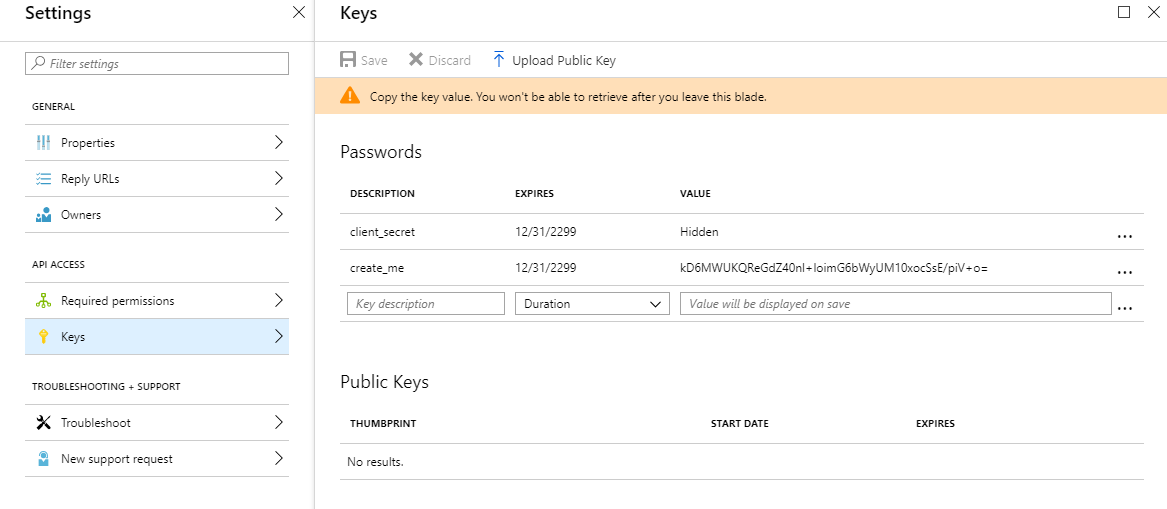 Settings
Filter settings
GENERAL
Properties
Reply URLs
Owners
API ACCESS
Required permissions
Keys
TROUBLESHOOTING + SUPPORT
Troubleshoot
New support request
Keys
Save Discard Upload Public Key
Copy the key value. You won't be able to retrieve after you leave this blade.
Passwords
DESCRIPTION EXPIRES VALUE
client_secret 12/31/2299 Hidden ...
create_me 12/31/2299 kD6MWUKQReGdZ40nI+IoimG6bWyUM10xocSsE/piV+o= ...
Key description Duration Value will be displayed on save ...
Public Keys
THUMBPRINT START DATE EXPIRES
No results.